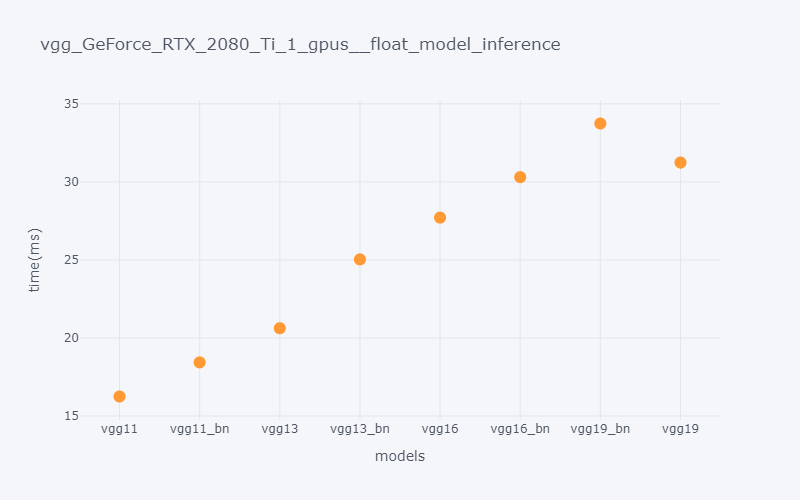 vgg_GeForce_RTX_2080_Ti_1_gpus__float_model_inference
35
30
25
20
15
time(ms)
vgg11 vgg11_bn vgg13 vgg13_bn vgg16 vgg16_bn vgg19_bn vgg19
models